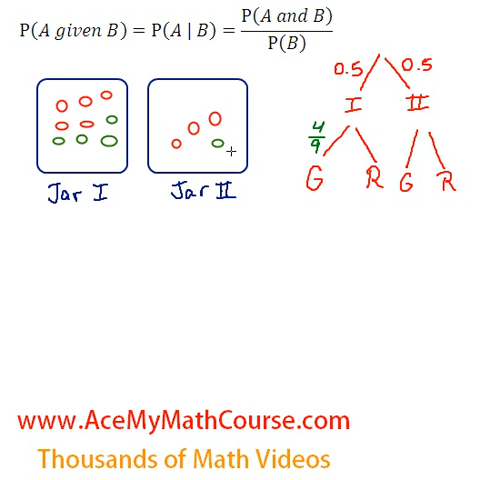 P(A given B) = P(A | B) = P(A and B) / P(B)
0.5 0.5
I II
4/9
G R G R
Jar I Jar II
www.AceMyMathCourse.com
Thousands of Math Videos